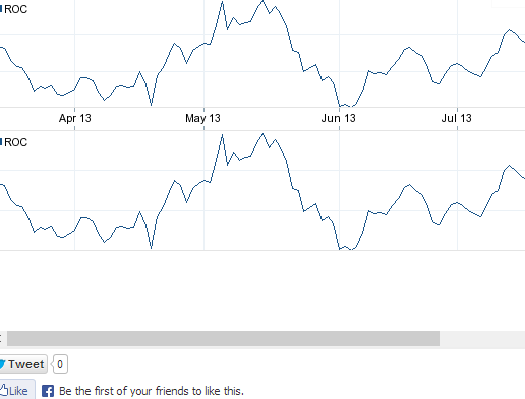 ROC
Apr 13 May 13 Jun 13 Jul 13
ROC
Tweet 0
Like Be the first of your friends to like this.